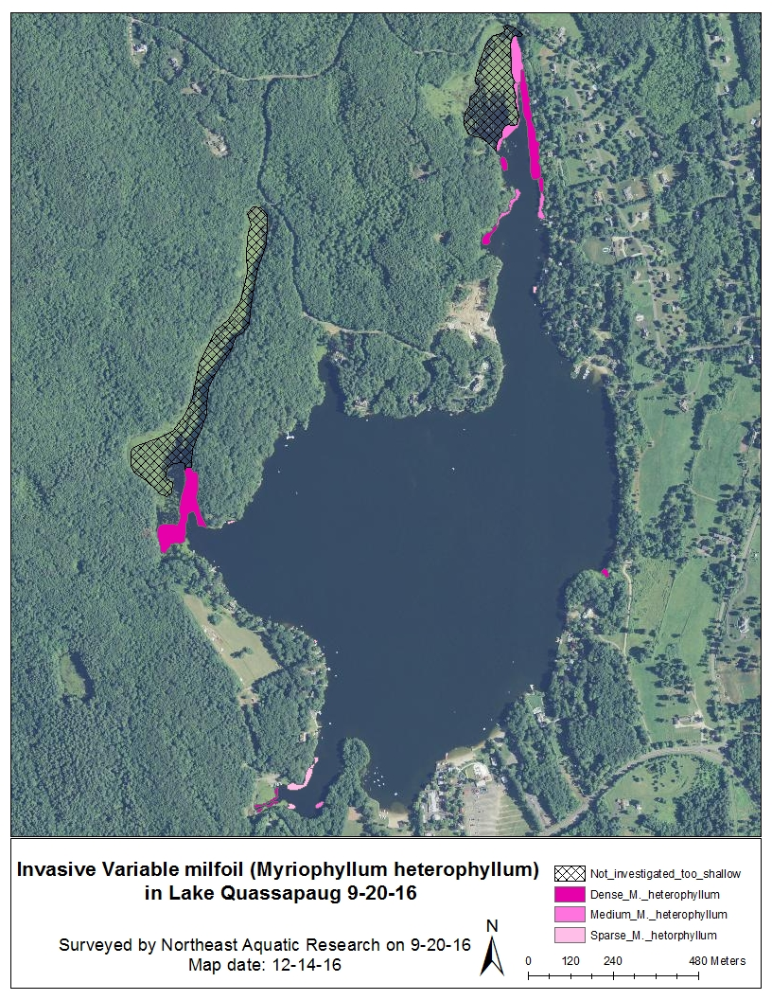 Invasive Variable milfoil (Myriophyllum heterophyllum)
in Lake Quassapaug 9-20-16
Surveyed by Northeast Aquatic Research on 9-20-16
Map date: 12-14-16
N
Not_investigated_too_shallow
Dense_M._heterophyllum
Medium_M._heterophyllum
Sparse_M._hetorphyllum
0 120 240 480 Meters